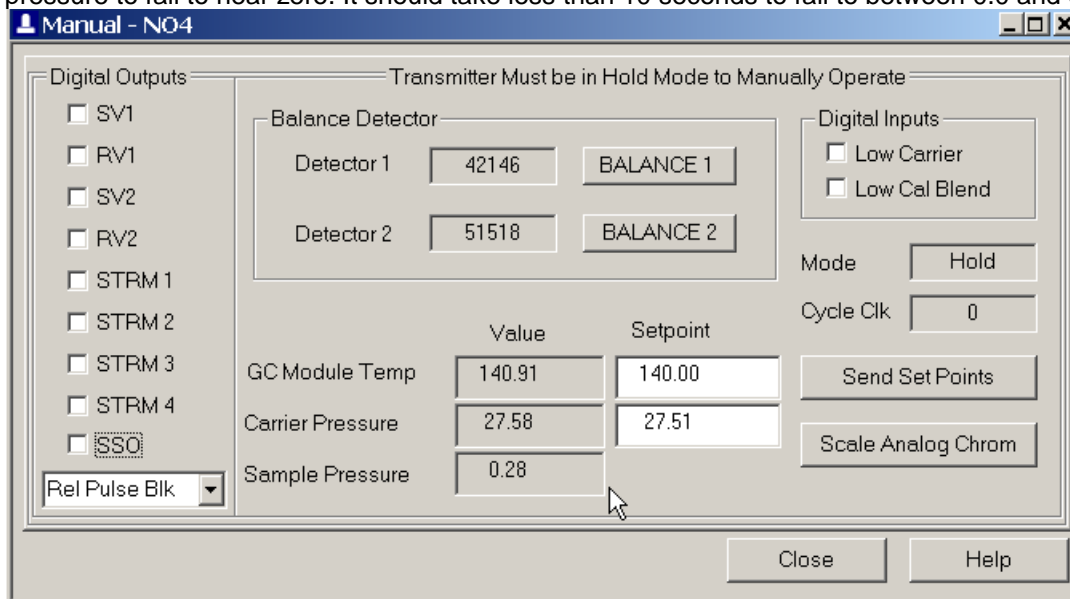 pressure to fall to near zero. It should take less than 10 seconds to fall to between and
Manual - NO4
Digital Outputs
SV1
RV1
SV2
RV2
STRM 1
STRM 2
STRM 3
STRM 4
SSO
Rel Pulse Blk
Transmitter Must be in Hold Mode to Manually Operate
Balance Detector
Detector 1 42146 BALANCE 1
Detector 2 51518 BALANCE 2
Digital Inputs
Low Carrier
Low Cal Blend
Mode Hold
Cycle Clk 0
Value Setpoint
GC Module Temp 140.91 140.00
Carrier Pressure 27.58 27.51
Sample Pressure 0.28
Send Set Points
Scale Analog Chrom
Close Help